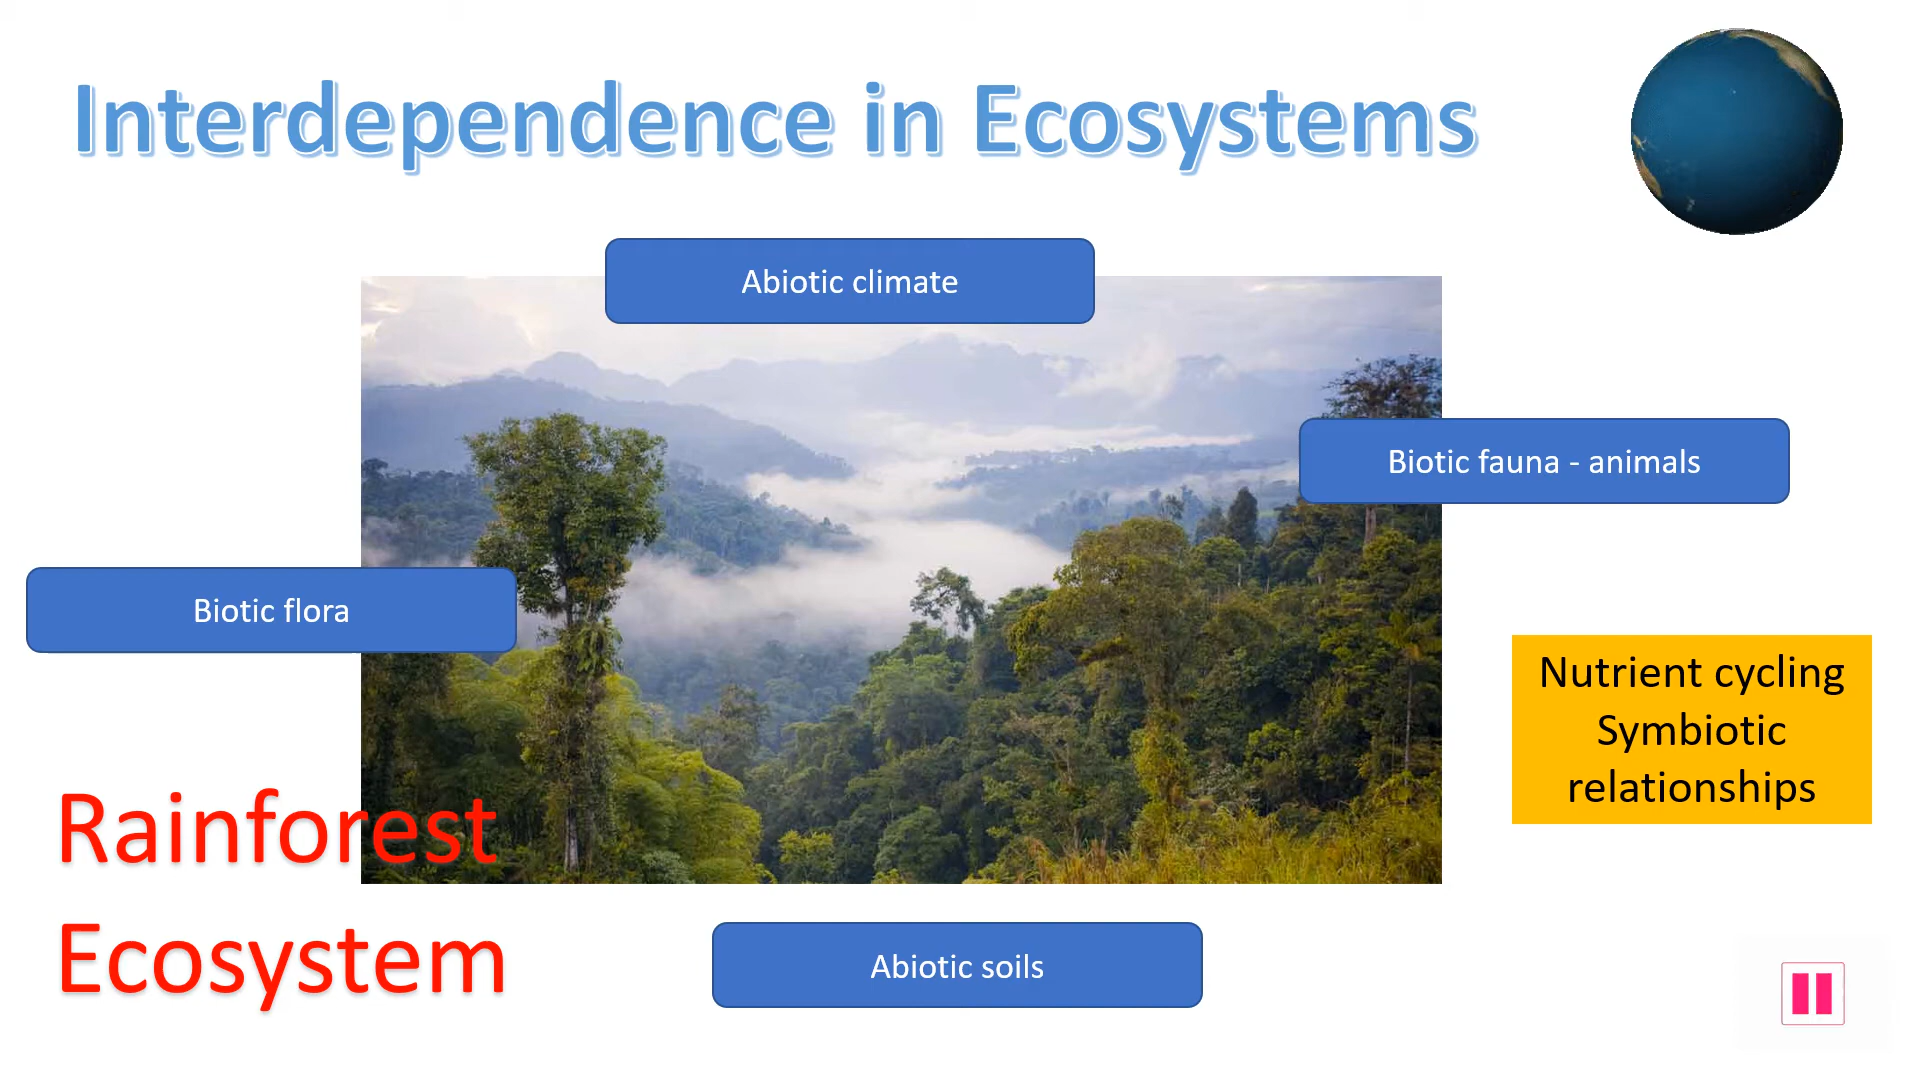 Interdependence in Ecosystems
Abiotic climate
Biotic fauna - animals
Biotic flora
Nutrient cycling
Symbiotic
relationships
Rainforest
Ecosystem
Abiotic soils